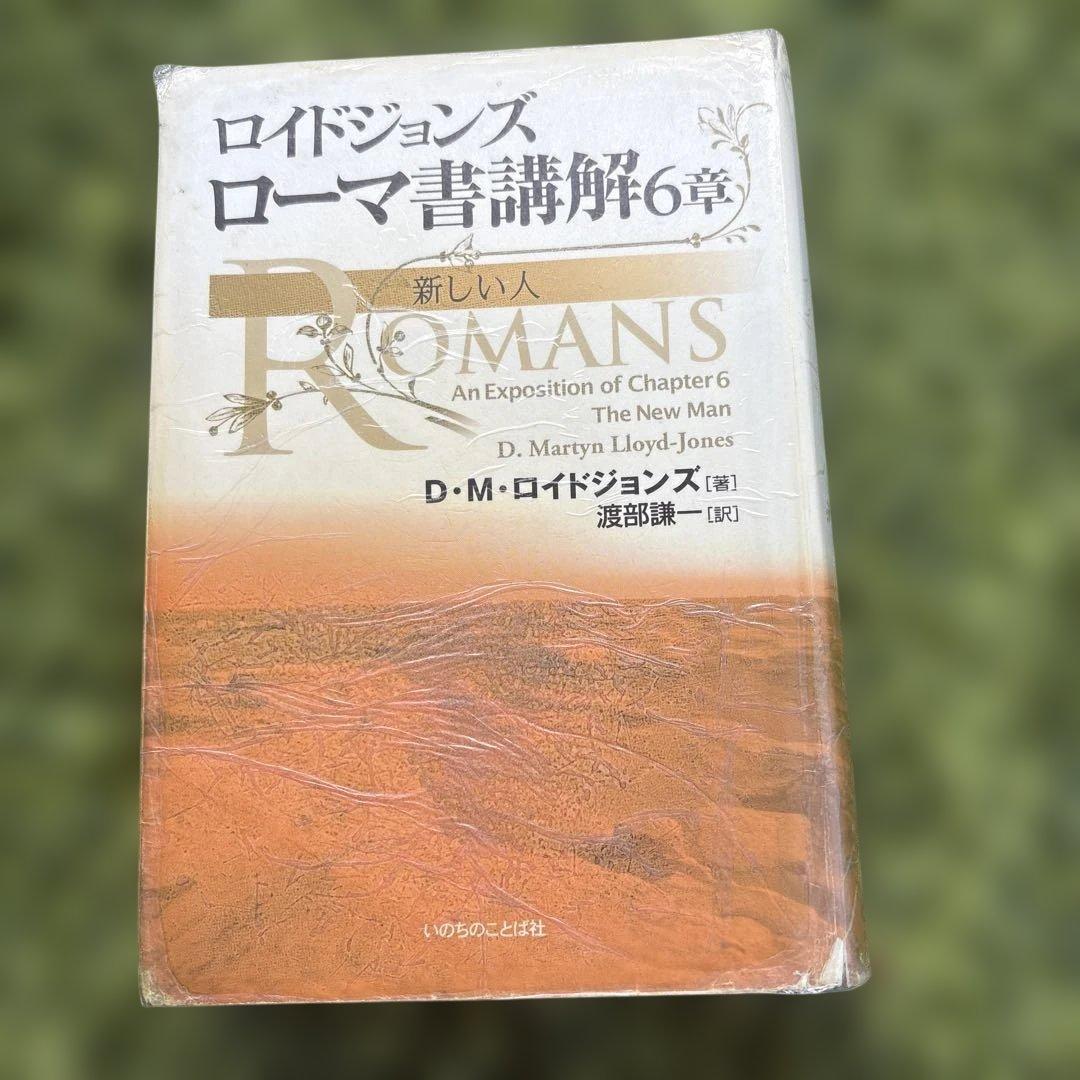 ロイドジョンズ
ローマ書講解6章
新しい人
ROMANS
An Exposition of Chapter 6
The New Man
D. Martyn Lloyd-Jones
D・M・ロイドジョンズ[著]
渡部謙一[訳]
いのちのことば社